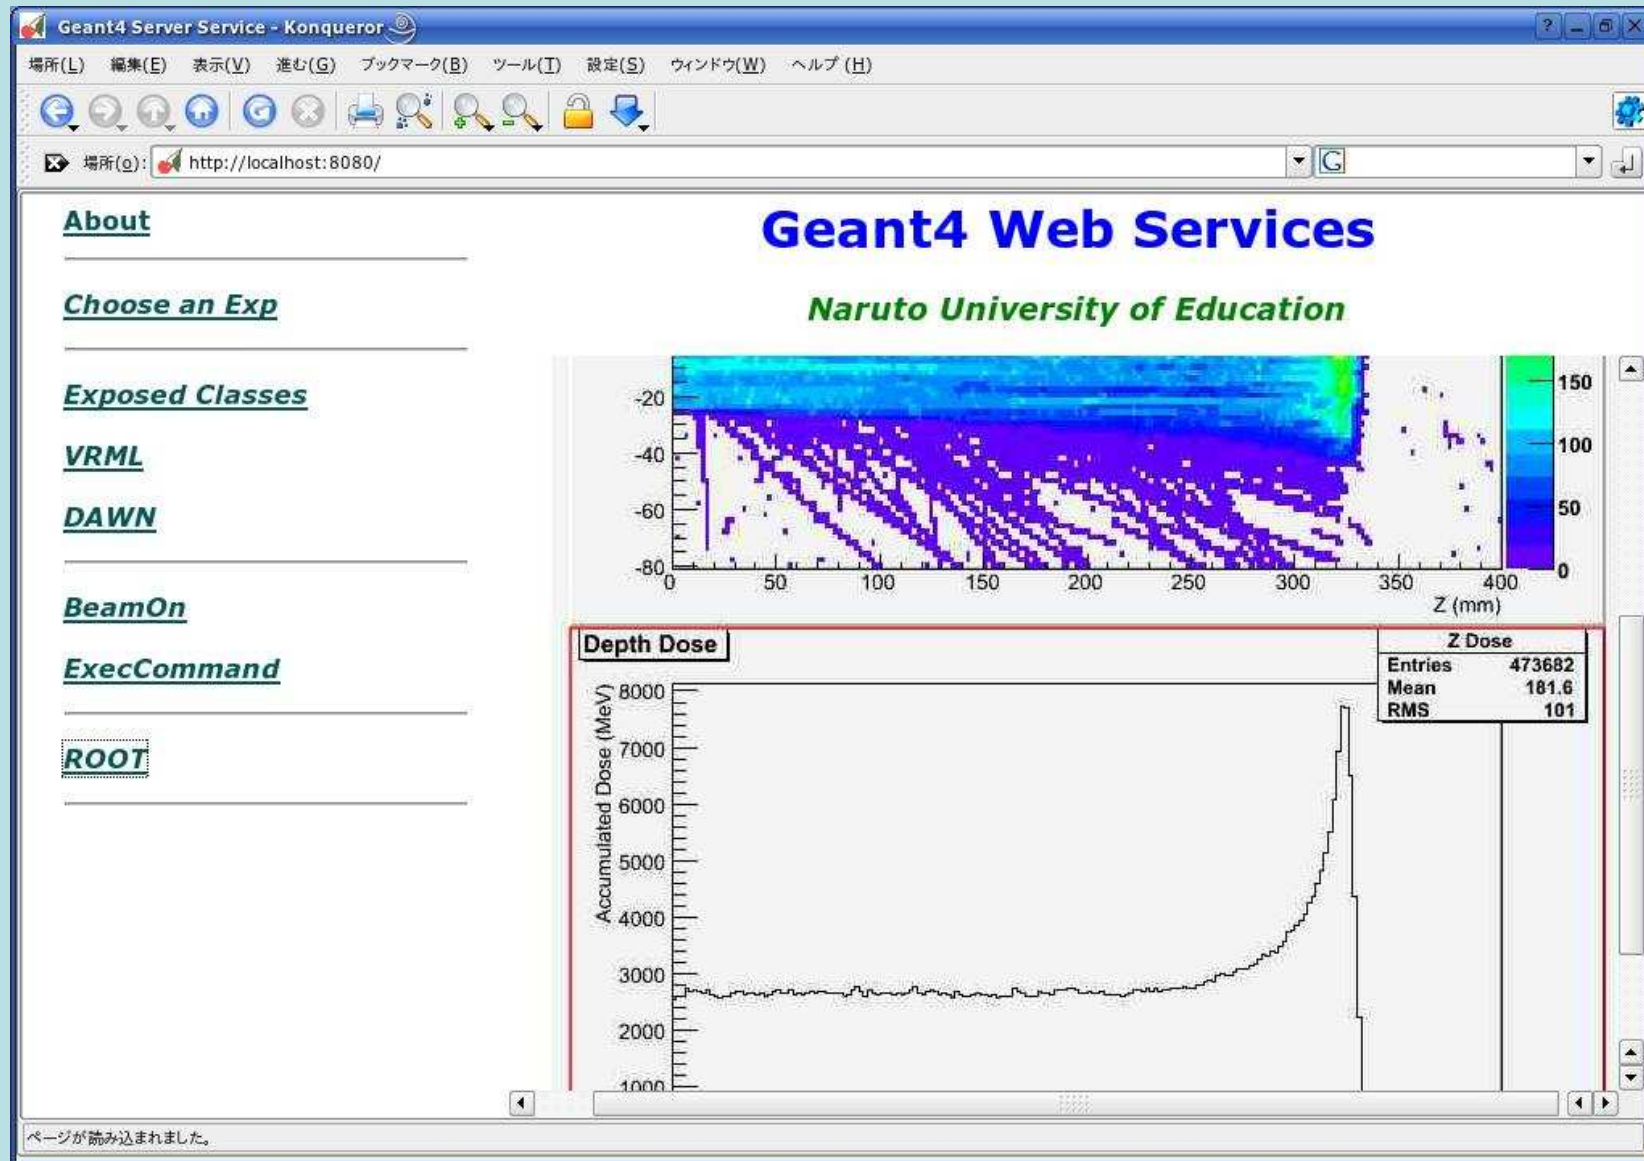 Geant4 Server Service - Konqueror
場所(L) 編集(E) 表示(V) 進む(G) ブックマーク(B) ツール(T) 設定(S) ウィンドウ(W) ヘルプ (H)
場所(o): http://localhost:8080/
About
Choose an Exp
Exposed Classes
VRML
DAWN
BeamOn
ExecCommand
ROOT
Geant4 Web Services
Naruto University of Education
-20
-40
-60
-80
0 50 100 150 200 250 300 350 400
Z (mm)
150
100
50
0
Depth Dose
Z Dose
Entries 473682
Mean 181.6
RMS 101
Accumulated Dose (MeV)
8000
7000
6000
5000
4000
3000
2000
1000
ページが読み込まれました。